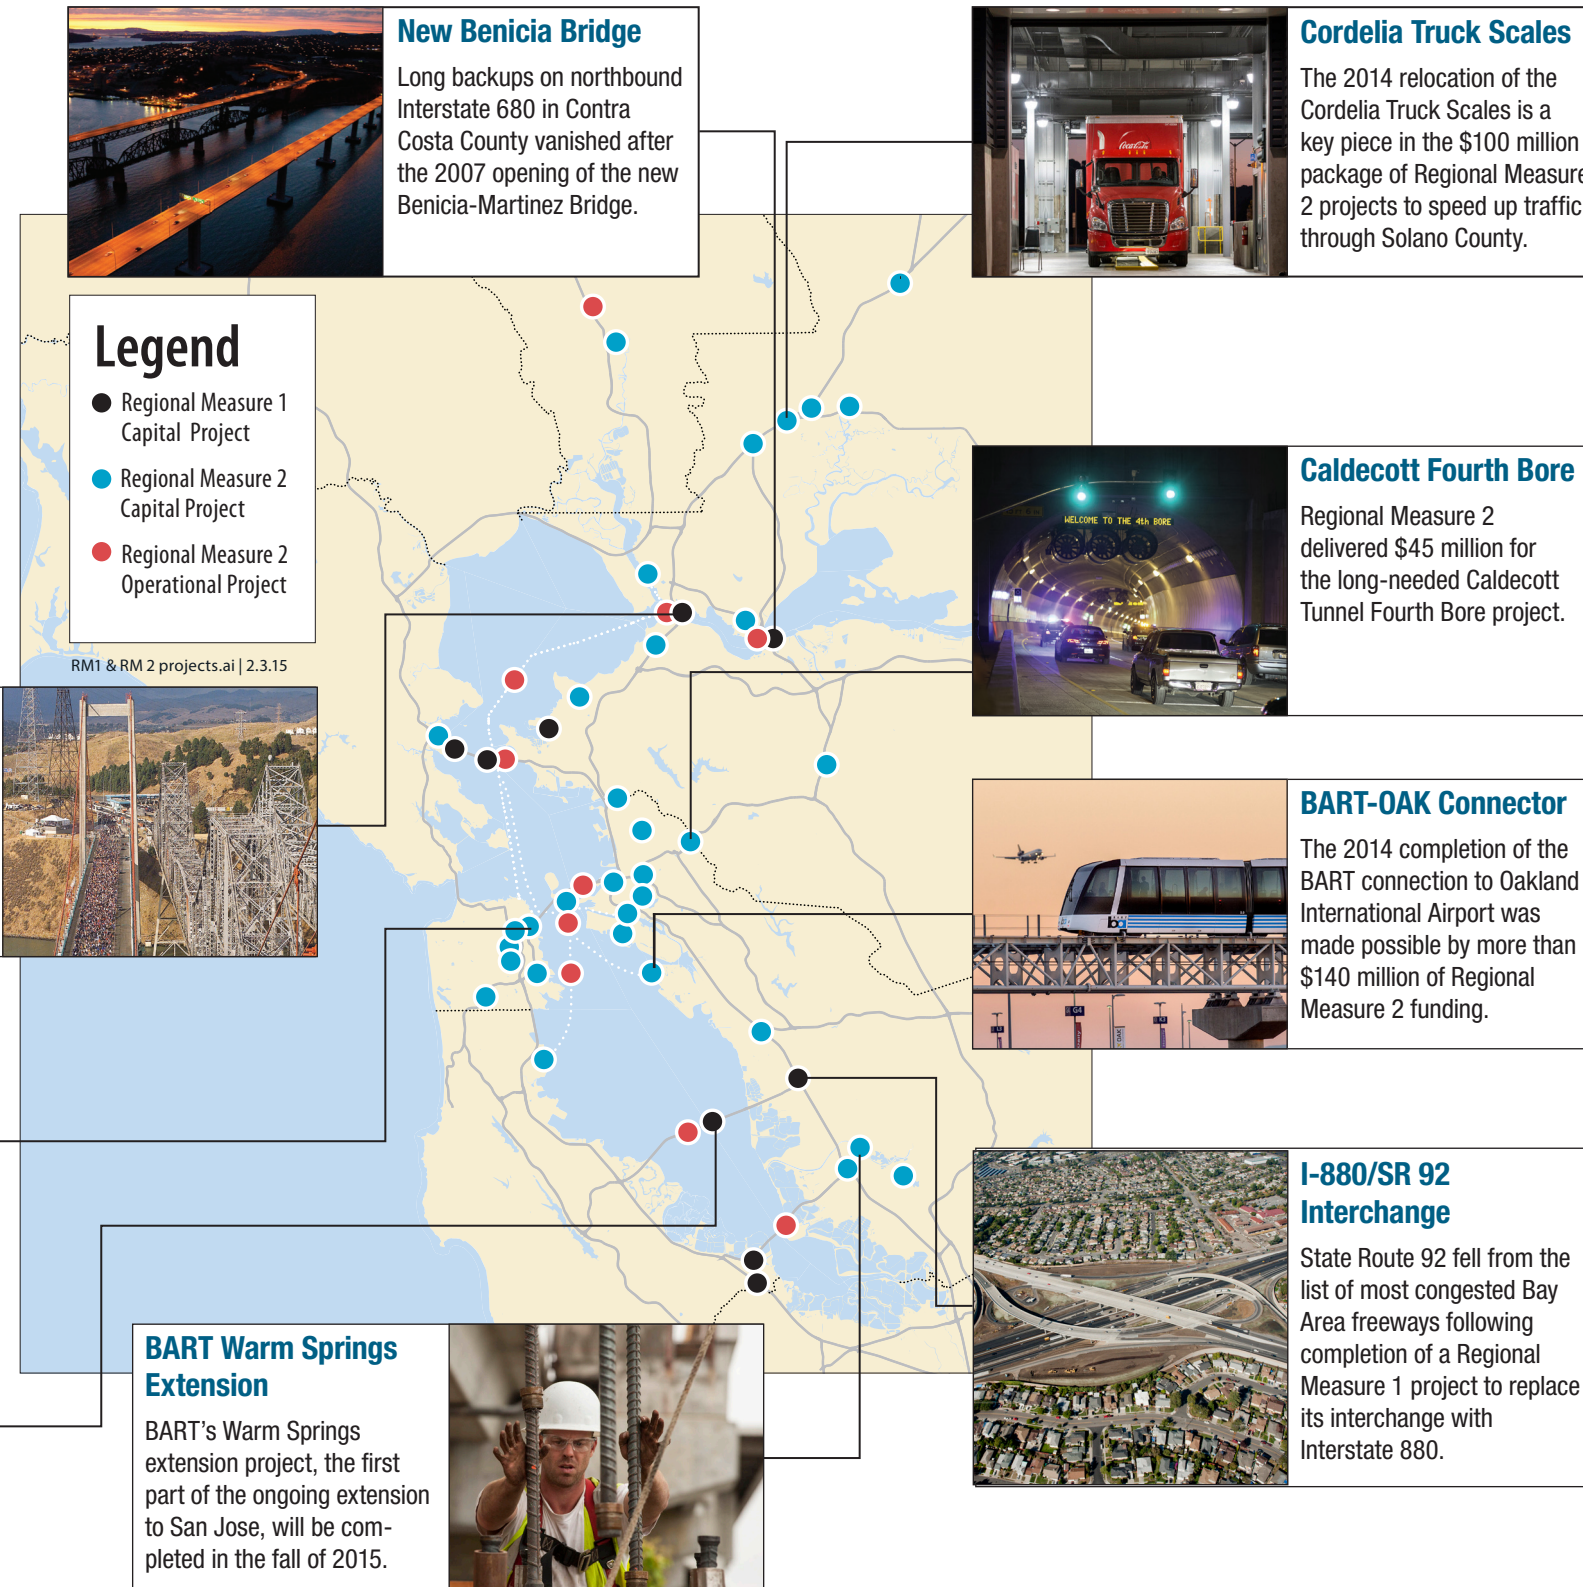 New Benicia Bridge
Long backups on northbound
Interstate 680 in Contra
Costa County vanished after
the 2007 opening of the new
Benicia-Martinez Bridge.
Cordelia Truck Scales
The 2014 relocation of the
Cordelia Truck Scales is a
key piece in the $100 million
package of Regional Measure
2 projects to speed up traffic
through Solano County.
Coca-Cola
Legend
Regional Measure 1
Capital Project
Regional Measure 2
Capital Project
Regional Measure 2
Operational Project
RM1 & RM 2 projects.ai | 2.3.15
WELCOME TO THE 4th BORE
Caldecott Fourth Bore
Regional Measure 2
delivered $45 million for
the long-needed Caldecott
Tunnel Fourth Bore project.
BART-OAK Connector
The 2014 completion of the
BART connection to Oakland
International Airport was
made possible by more than
$140 million of Regional
Measure 2 funding.
ba
G4
OAK
I-880/SR 92
Interchange
State Route 92 fell from the
list of most congested Bay
Area freeways following
completion of a Regional
Measure 1 project to replace
its interchange with
Interstate 880.
BART Warm Springs
Extension
BART's Warm Springs
extension project, the first
part of the ongoing extension
to San Jose, will be com-
pleted in the fall of 2015.